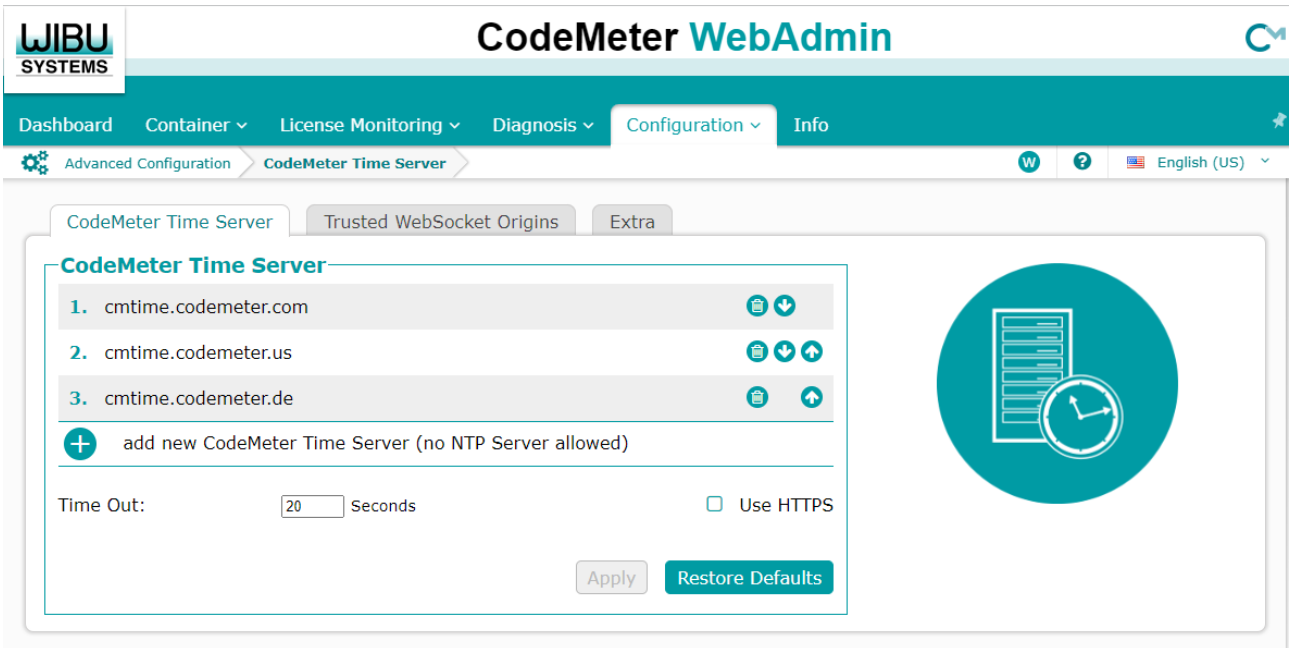 WIBU
SYSTEMS
CodeMeter WebAdmin
CM
Dashboard Container License Monitoring Diagnosis Configuration Info
Advanced Configuration CodeMeter Time Server W ? English (US)
CodeMeter Time Server Trusted WebSocket Origins Extra
CodeMeter Time Server
1. cmtime.codemeter.com
2. cmtime.codemeter.us
3. cmtime.codemeter.de
+ add new CodeMeter Time Server (no NTP Server allowed)
Time Out: 20 Seconds Use HTTPS
Apply Restore Defaults